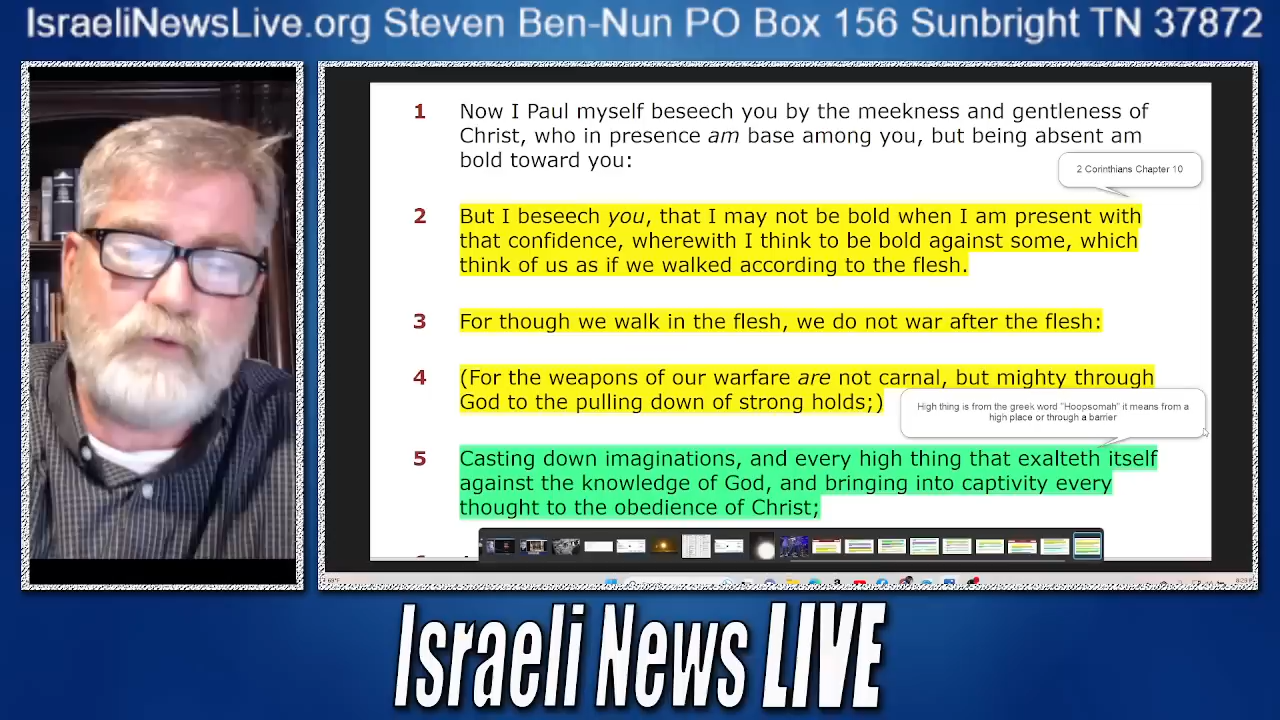 IsraeliNewsLive.org Steven Ben-Nun PO Box 156 Sunbright TN 37872
1 Now I Paul myself beseech you by the meekness and gentleness of
Christ, who in presence am base among you, but being absent am
bold toward you:
2 Corinthians Chapter 10
2 But I beseech you, that I may not be bold when I am present with
that confidence, wherewith I think to be bold against some, which
think of us as if we walked according to the flesh.
3 For though we walk in the flesh, we do not war after the flesh:
4 (For the weapons of our warfare are not carnal, but mighty through
God to the pulling down of strong holds;)
High thing is from the greek word "Hoopsomah" it means from a
high place or through a barrier
5 Casting down imaginations, and every high thing that exalteth itself
against the knowledge of God, and bringing into captivity every
thought to the obedience of Christ;
Israeli News LIVE